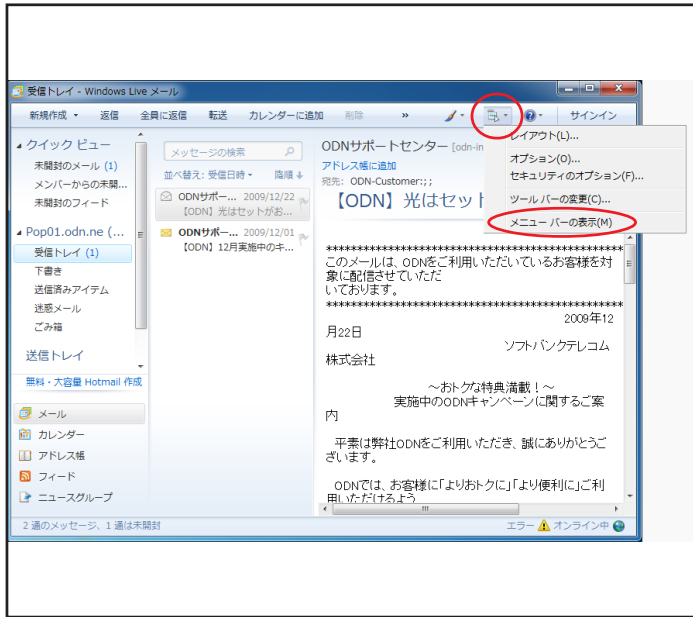 受信トレイ - Windows Live メール
新規作成 返信 全員に返信 転送 カレンダーに追加 削除 » サインイン
レイアウト(L)...
オプション(O)...
セキュリティのオプション(F)...
ツール バーの変更(C)...
メニュー バーの表示(M)
クイック ビュー
未開封のメール (1)
メンバーからの未開...
未開封のフィード
Pop01.odn.ne (...
受信トレイ (1)
下書き
送信済みアイテム
迷惑メール
ごみ箱
送信トレイ
無料・大容量 Hotmail 作成
メール
カレンダー
アドレス帳
フィード
ニュースグループ
メッセージの検索
並べ替え: 受信日時 降順
ODNサポー... 2009/12/22
【ODN】光はセットがお...
ODNサポー... 2009/12/01
【ODN】12月実施中のキ...
ODNサポートセンター [odn-in
アドレス帳に追加
宛先: ODN-Customer:;;
【ODN】光はセット
**************************************************
このメールは、ODNをご利用いただいているお客様を対
象に配信させていただ
いております。
**************************************************
2009年12
月22日
ソフトバンクテレコム
株式会社
～おトクな特典満載！～
実施中のODNキャンペーンに関するご案
内
平素は弊社ODNをご利用いただき、誠にありがとうご
ざいます。
ODNでは、お客様に「よりおトクに」「より便利に」ご利
用いただけるよう
2 通のメッセージ、1 通は未開封
エラー オンライン中